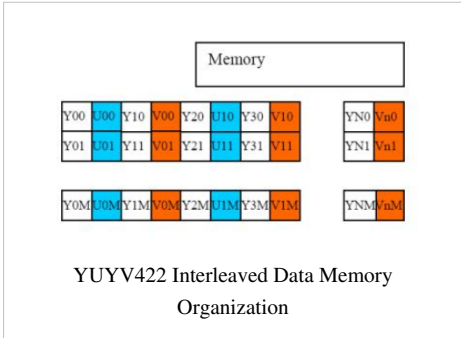 Memory
Y00 U00 Y10 V00 Y20 U10 Y30 V10 YN0 Vn0
Y01 U01 Y11 V01 Y21 U11 Y31 V11 YN1 Vn1
Y0M U0M Y1M V0M Y2M U1M Y3M V1M YNM VnM
YUYV422 Interleaved Data Memory
Organization